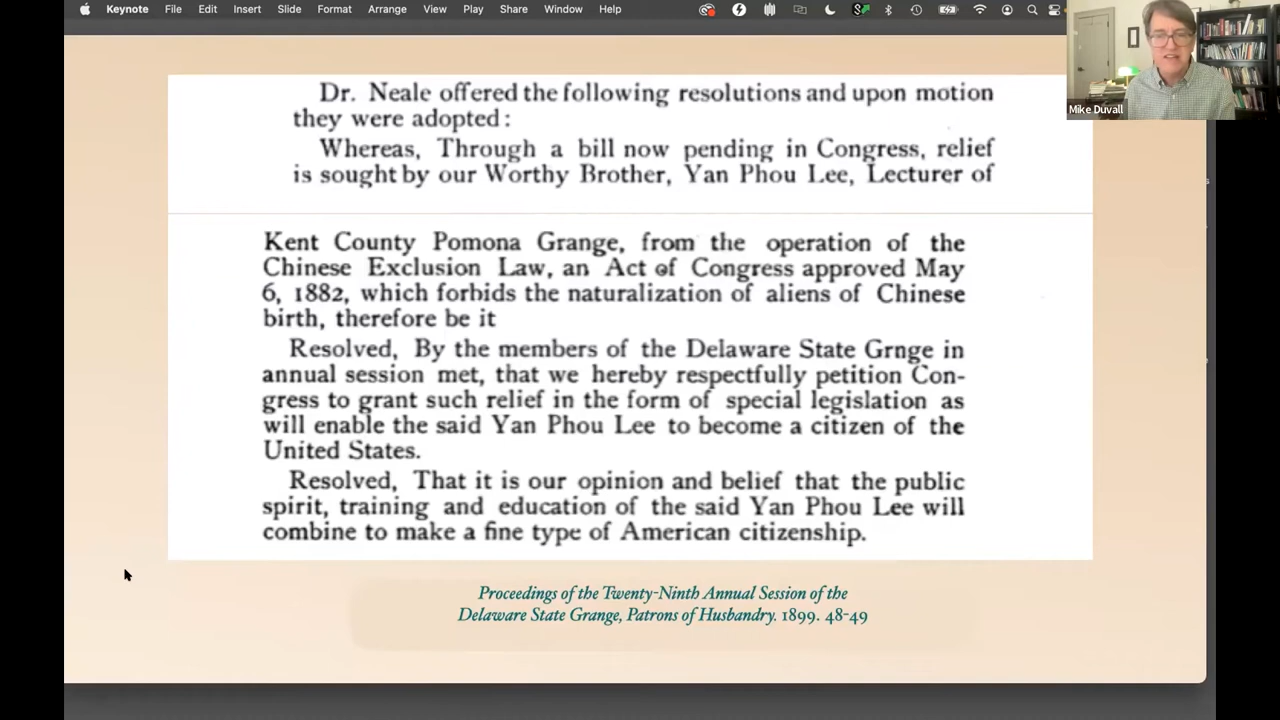 Keynote File Edit Insert Slide Format Arrange View Play Share Window Help
Mike Duvall
Dr. Neale offered the following resolutions and upon motion
they were adopted:
Whereas, Through a bill now pending in Congress, relief
is sought by our Worthy Brother, Yan Phou Lee, Lecturer of
Kent County Pomona Grange, from the operation of the
Chinese Exclusion Law, an Act of Congress approved May
6, 1882, which forbids the naturalization of aliens of Chinese
birth, therefore be it
Resolved, By the members of the Delaware State Grnge in
annual session met, that we hereby respectfully petition Con-
gress to grant such relief in the form of special legislation as
will enable the said Yan Phou Lee to become a citizen of the
United States.
Resolved, That it is our opinion and belief that the public
spirit, training and education of the said Yan Phou Lee will
combine to make a fine type of American citizenship.
Proceedings of the Twenty-Ninth Annual Session of the
Delaware State Grange, Patrons of Husbandry. 1899. 48-49